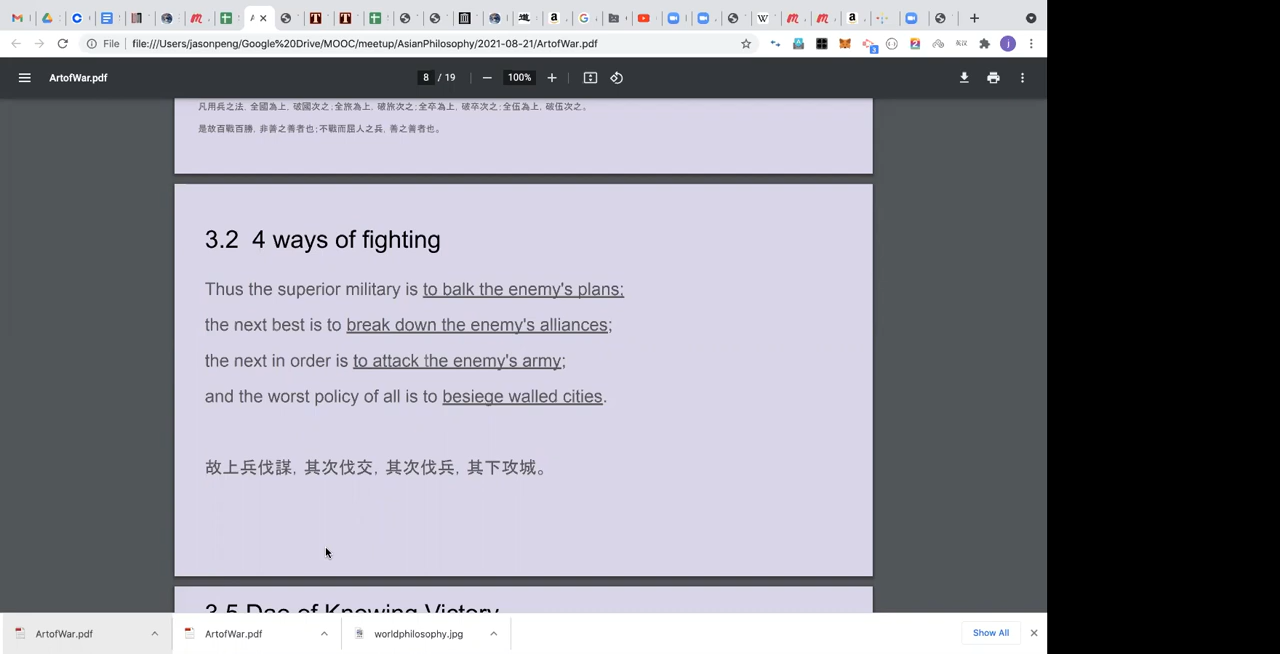 File
file:///Users/jasonpeng/Google%20Drive/MOOC/meetup/AsianPhilosophy/2021-08-21/ArtofWar.pdf
ArtofWar.pdf
8 / 19
100%
凡用兵之法, 全國為上, 破國次之; 全旅為上, 破旅次之; 全卒為上, 破卒次之; 全伍為上, 破伍次之。
是故百戰百勝, 非善之善者也; 不戰而屈人之兵, 善之善者也。
3.2 4 ways of fighting
Thus the superior military is to balk the enemy's plans;
the next best is to break down the enemy's alliances;
the next in order is to attack the enemy's army;
and the worst policy of all is to besiege walled cities.
故上兵伐謀, 其次伐交, 其次伐兵, 其下攻城。
3.5 Dao of Knowing Victory
ArtofWar.pdf
ArtofWar.pdf
worldphilosophy.jpg
Show All